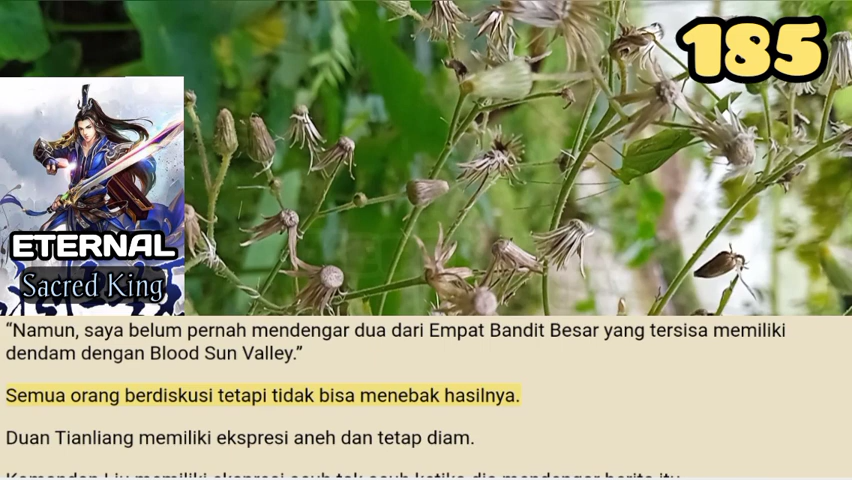 185
ETERNAL
Sacred King
“Namun, saya belum pernah mendengar dua dari Empat Bandit Besar yang tersisa memiliki
dendam dengan Blood Sun Valley.”
Semua orang berdiskusi tetapi tidak bisa menebak hasilnya.
Duan Tianliang memiliki ekspresi aneh dan tetap diam.